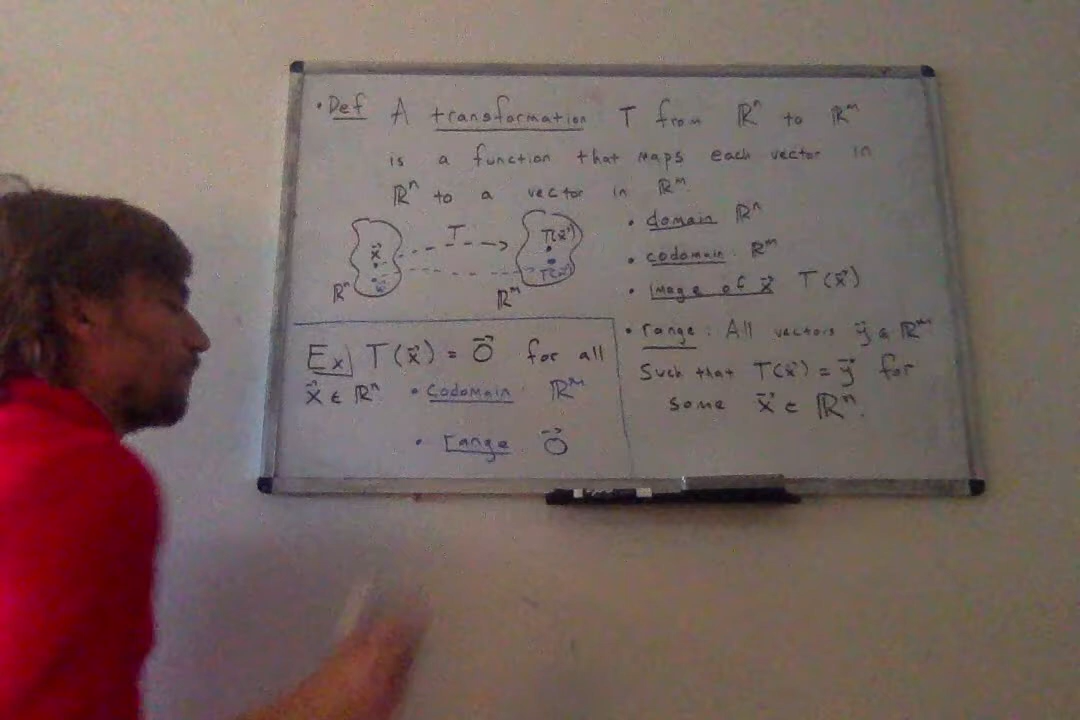 • Def A transformation T from ℝⁿ to ℝᵐ
is a function that maps each vector in
ℝⁿ to a vector in ℝᵐ
• domain ℝⁿ
• codomain: ℝᵐ
• image of x⃗ T(x⃗)
• range: All vectors y⃗ ∈ ℝᵐ
Such that T(x⃗) = y⃗ for
some x⃗ ∈ ℝⁿ.
T
x⃗
T(x⃗)
ℝⁿ
ℝᵐ
Ex) T(x⃗) = 0⃗ for all
x⃗ ∈ ℝⁿ
• Codomain: ℝᵐ
• range 0⃗